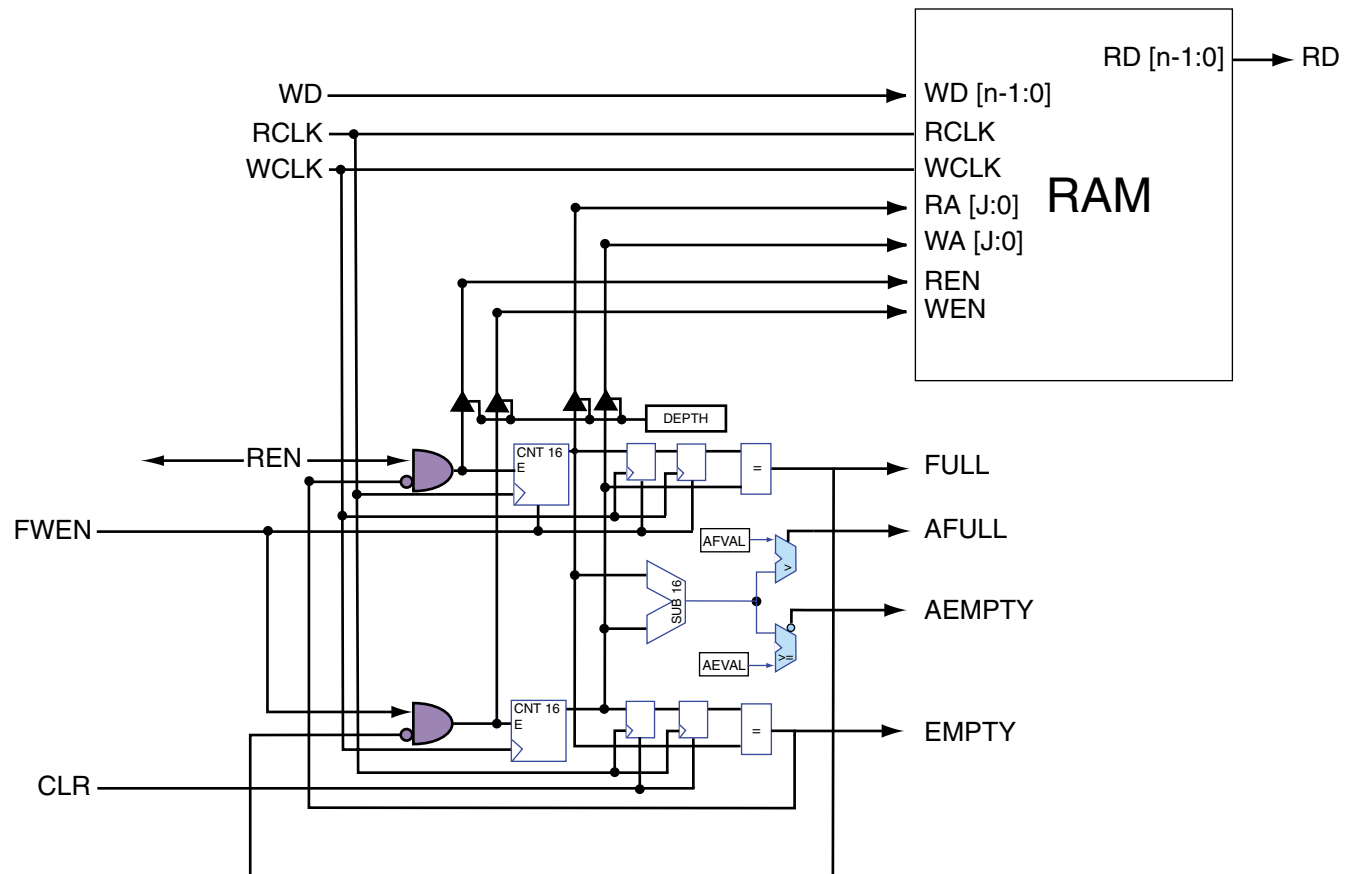 RD [n-1:0]
RD
WD
WD [n-1:0]
RCLK
RCLK
WCLK
WCLK
RAM
RA [J:0]
WA [J:0]
REN
WEN
DEPTH
REN
CNT 16
E
=
FULL
FWEN
AFVAL
>
AFULL
SUB 16
AEMPTY
AEVAL
>=
CNT 16
E
=
EMPTY
CLR